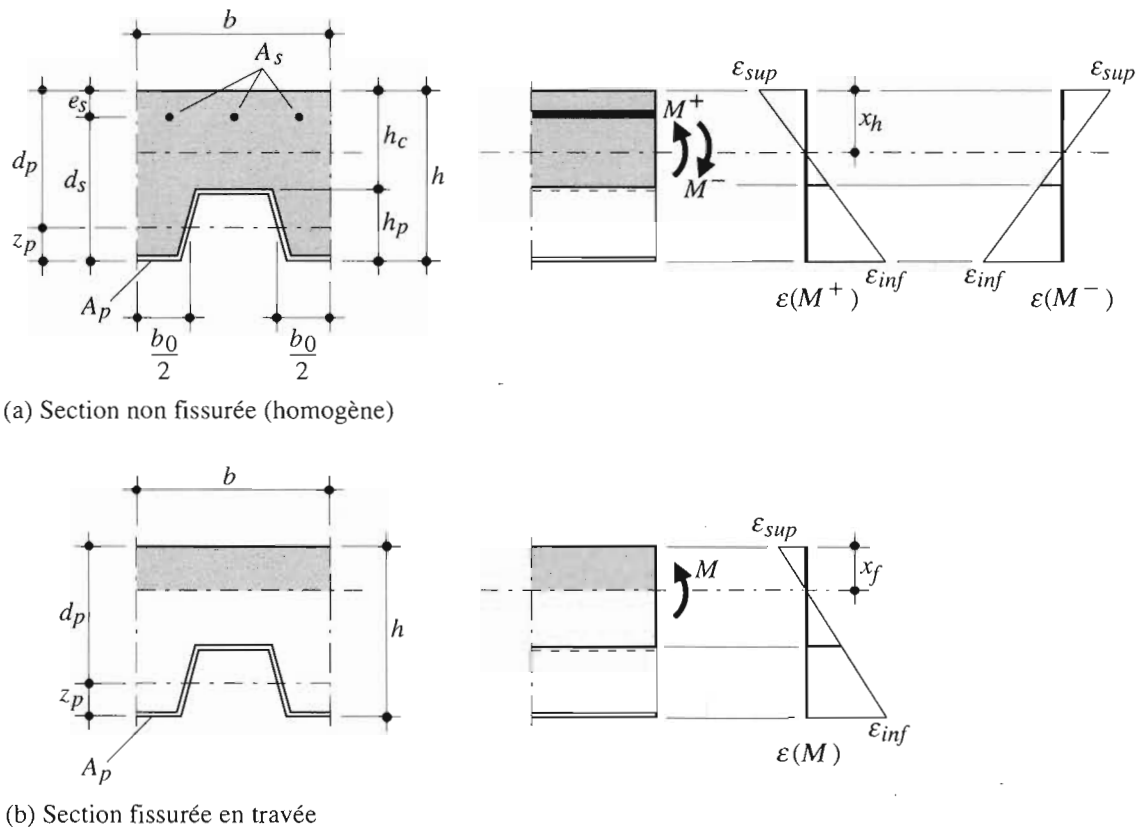 b
A_s
e_s
d_p
d_s
z_p
h_c
h_p
h
A_p
b_0/2
b_0/2
M^+
M^-
ε_sup
x_h
ε_sup
ε_inf
ε_inf
ε(M^+)
ε(M^-)
(a) Section non fissurée (homogène)
b
d_p
z_p
h
A_p
M
ε_sup
x_f
ε_inf
ε(M)
(b) Section fissurée en travée